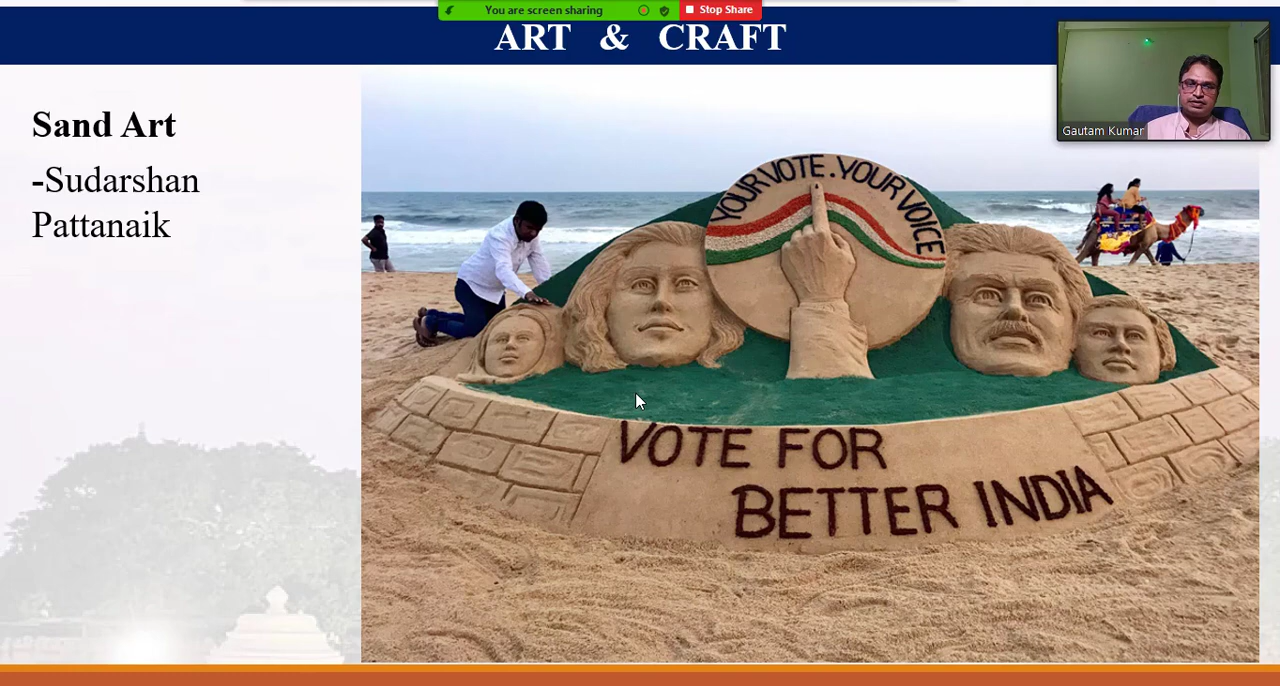 You are screen sharing
Stop Share
ART & CRAFT
Gautam Kumar
Sand Art
-Sudarshan
Pattanaik
YOUR VOTE. YOUR VOICE
VOTE FOR
BETTER INDIA